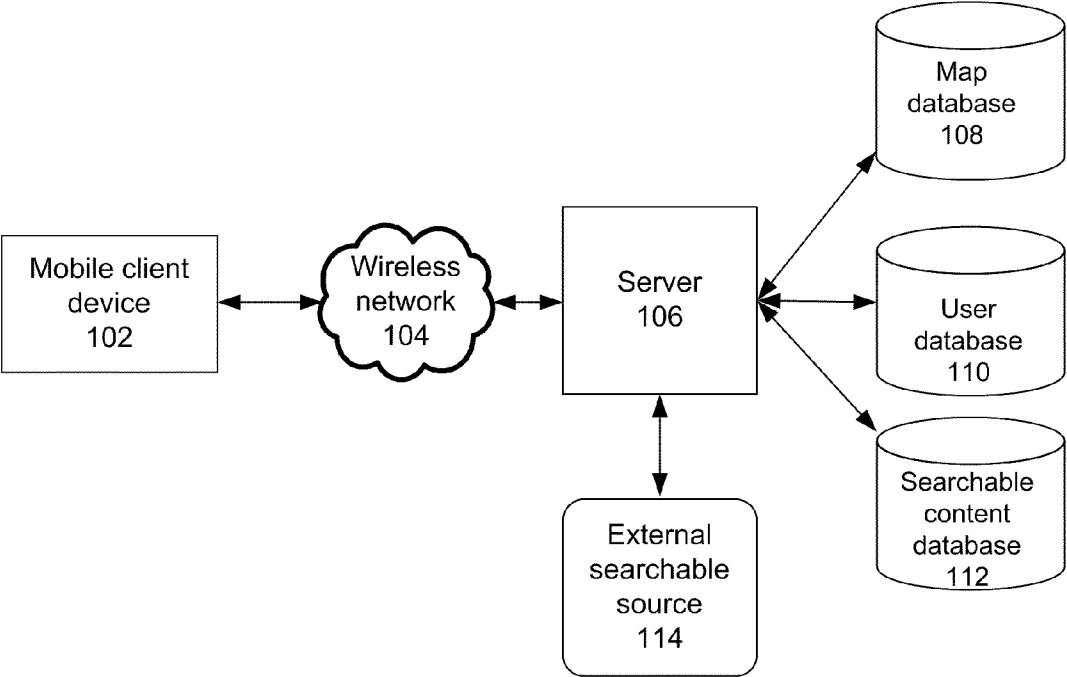 Mobile client
device
102
Wireless
network
104
Server
106
Map
database
108
User
database
110
Searchable
content
database
112
External
searchable
source
114